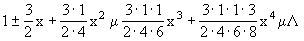 1 ± 3/2 x + 3·1/2·4 x² μ 3·1·1/2·4·6 x³ + 3·1·1·3/2·4·6·8 x⁴ μ Λ